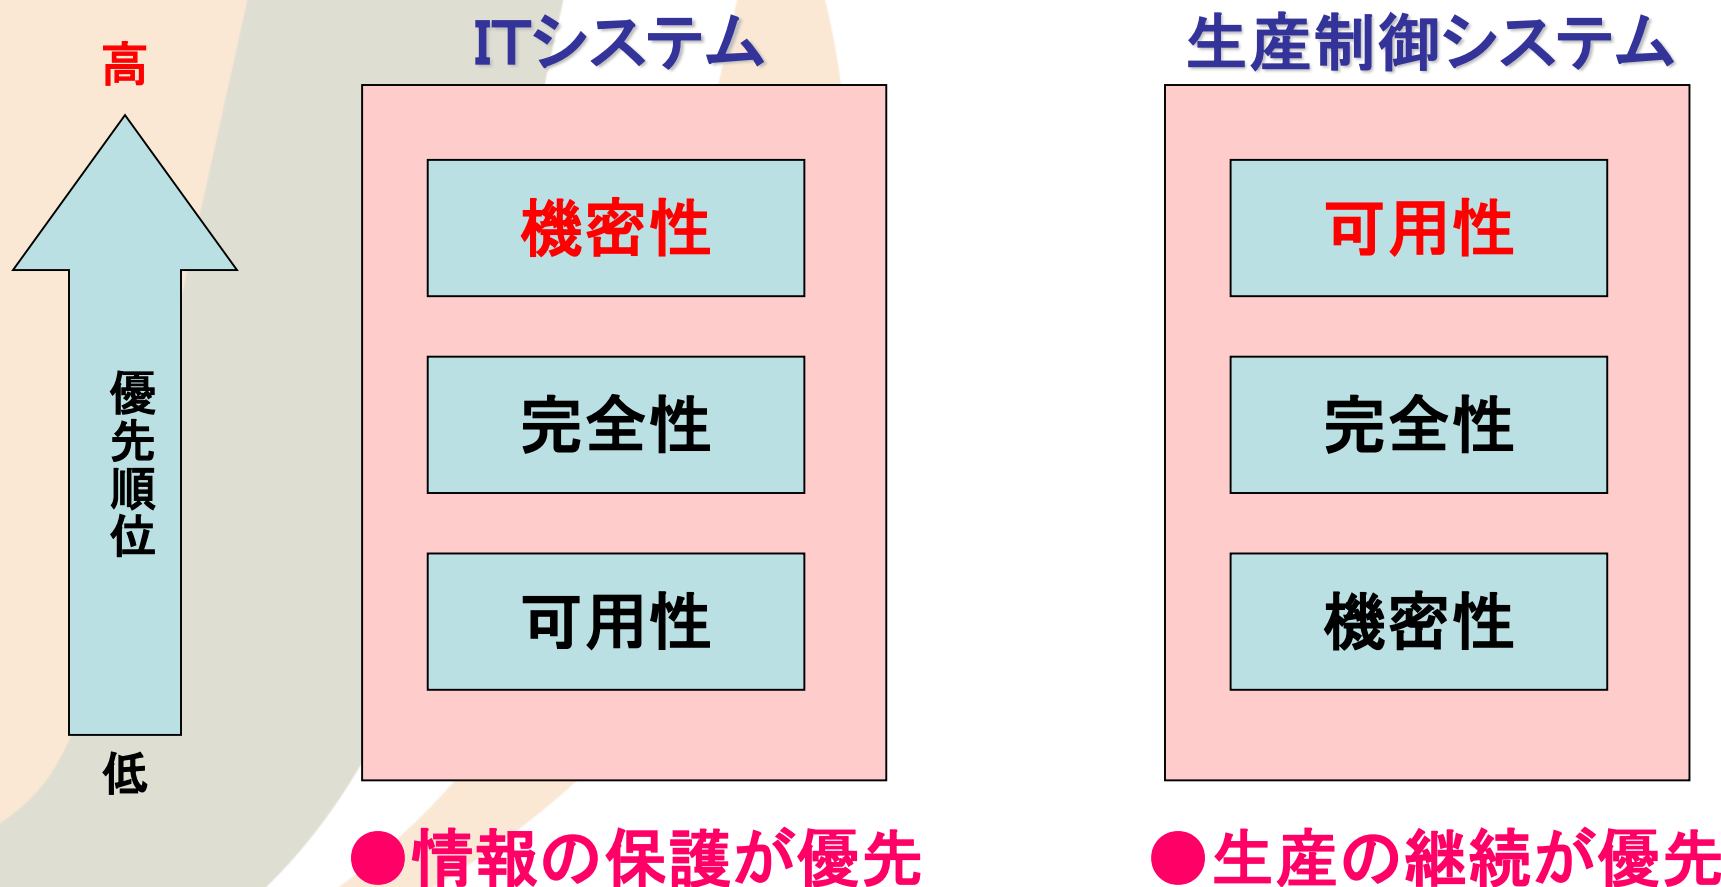 高
優先順位
低
ITシステム
機密性
完全性
可用性
●情報の保護が優先
生産制御システム
可用性
完全性
機密性
●生産の継続が優先